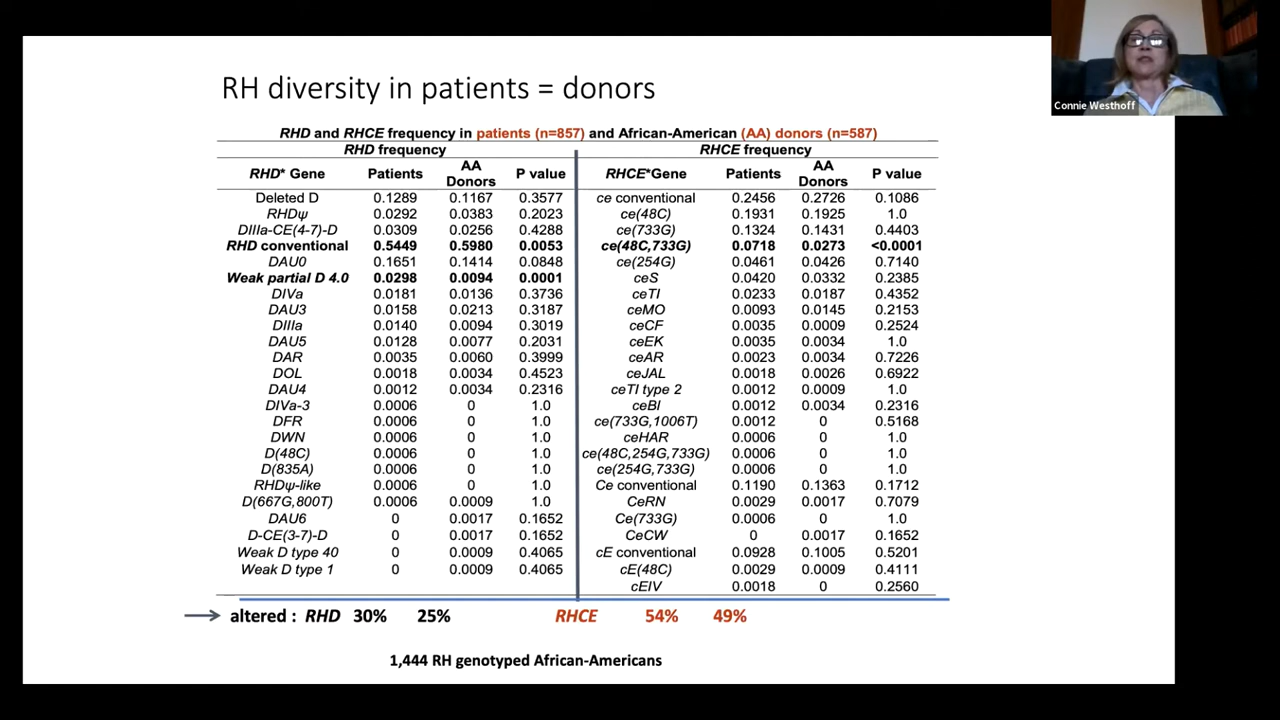 RH diversity in patients = donors
Connie Westhoff
RHD and RHCE frequency in patients (n=857) and African-American (AA) donors (n=587)
RHD frequency RHCE frequency
RHD* Gene Patients AA Donors P value RHCE*Gene Patients AA Donors P value
Deleted D 0.1289 0.1167 0.3577 ce conventional 0.2456 0.2726 0.1086
RHDψ 0.0292 0.0383 0.2023 ce(48C) 0.1931 0.1925 1.0
DIIIa-CE(4-7)-D 0.0309 0.0256 0.4288 ce(733G) 0.1324 0.1431 0.4403
RHD conventional 0.5449 0.5980 0.0053 ce(48C,733G) 0.0718 0.0273 <0.0001
DAU0 0.1651 0.1414 0.0848 ce(254G) 0.0461 0.0426 0.7140
Weak partial D 4.0 0.0298 0.0094 0.0001 ceS 0.0420 0.0332 0.2385
DIVa 0.0181 0.0136 0.3736 ceTI 0.0233 0.0187 0.4352
DAU3 0.0158 0.0213 0.3187 ceMO 0.0093 0.0145 0.2153
DIIIa 0.0140 0.0094 0.3019 ceCF 0.0035 0.0009 0.2524
DAU5 0.0128 0.0077 0.2031 ceEK 0.0035 0.0034 1.0
DAR 0.0035 0.0060 0.3999 ceAR 0.0023 0.0034 0.7226
DOL 0.0018 0.0034 0.4523 ceJAL 0.0018 0.0026 0.6922
DAU4 0.0012 0.0034 0.2316 ceTI type 2 0.0012 0.0009 1.0
DIVa-3 0.0006 0 1.0 ceBI 0.0012 0.0034 0.2316
DFR 0.0006 0 1.0 ce(733G,1006T) 0.0012 0 0.5168
DWN 0.0006 0 1.0 ceHAR 0.0006 0 1.0
D(48C) 0.0006 0 1.0 ce(48C,254G,733G) 0.0006 0 1.0
D(835A) 0.0006 0 1.0 ce(254G,733G) 0.0006 0 1.0
RHDψ-like 0.0006 0 1.0 Ce conventional 0.1190 0.1363 0.1712
D(667G,800T) 0.0006 0.0009 1.0 CeRN 0.0029 0.0017 0.7079
DAU6 0 0.0017 0.1652 Ce(733G) 0.0006 0 1.0
D-CE(3-7)-D 0 0.0017 0.1652 CeCW 0 0.0017 0.1652
Weak D type 40 0 0.0009 0.4065 cE conventional 0.0928 0.1005 0.5201
Weak D type 1 0 0.0009 0.4065 cE(48C) 0.0029 0.0009 0.4111
cEIV 0.0018 0 0.2560
altered : RHD 30% 25% RHCE 54% 49%
1,444 RH genotyped African-Americans